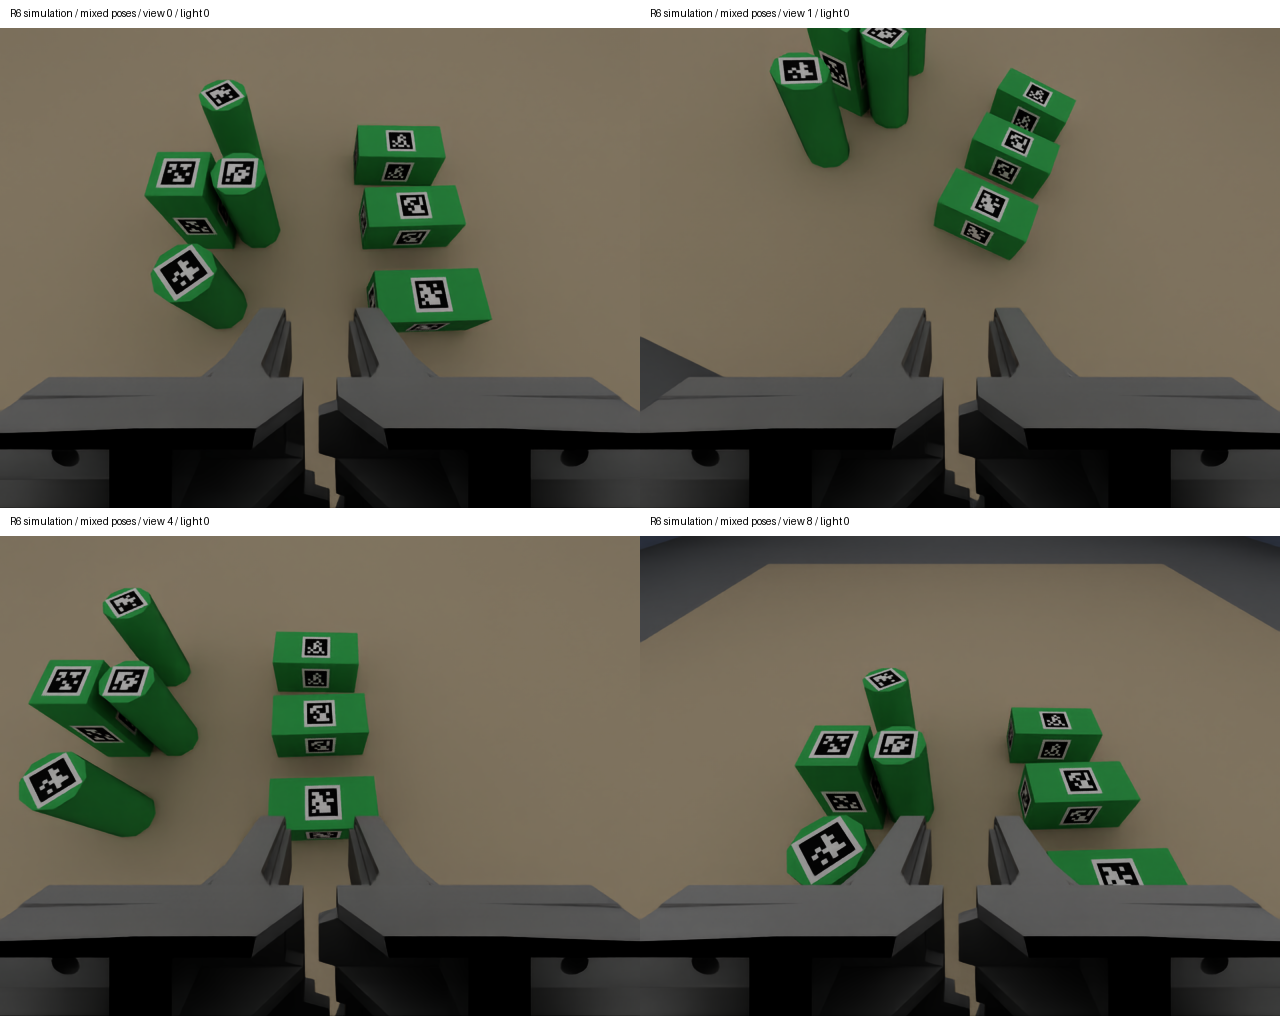 R6 simulation / mixed poses / view 0 / light 0
R6 simulation / mixed poses / view 1 / light 0
R6 simulation / mixed poses / view 4 / light 0
R6 simulation / mixed poses / view 8 / light 0